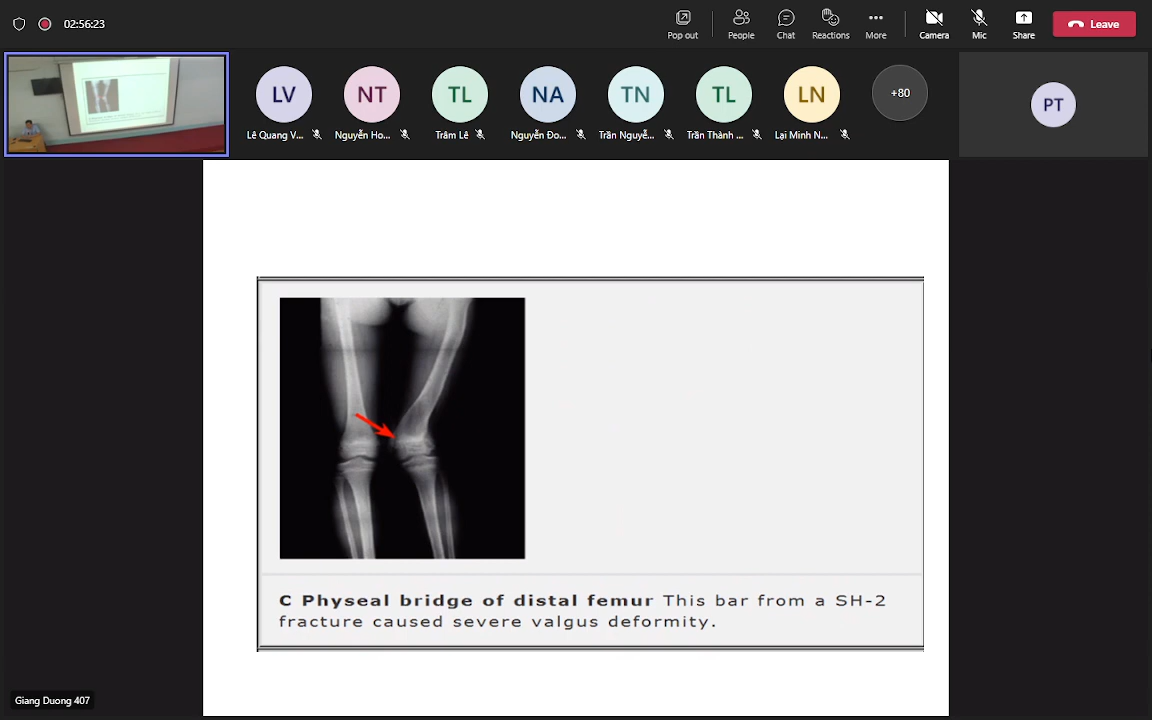 02:56:23
Pop out
People
Chat
Reactions
More
Camera
Mic
Share
Leave
LV
NT
TL
NA
TN
TL
LN
+80
PT
Lê Quang V...
Nguyễn Ho...
Trâm Lê
Nguyễn Đo...
Trần Nguyễ...
Trần Thành ...
Lại Minh N...
C Physeal bridge of distal femur This bar from a SH-2
fracture caused severe valgus deformity.
Giang Duong 407